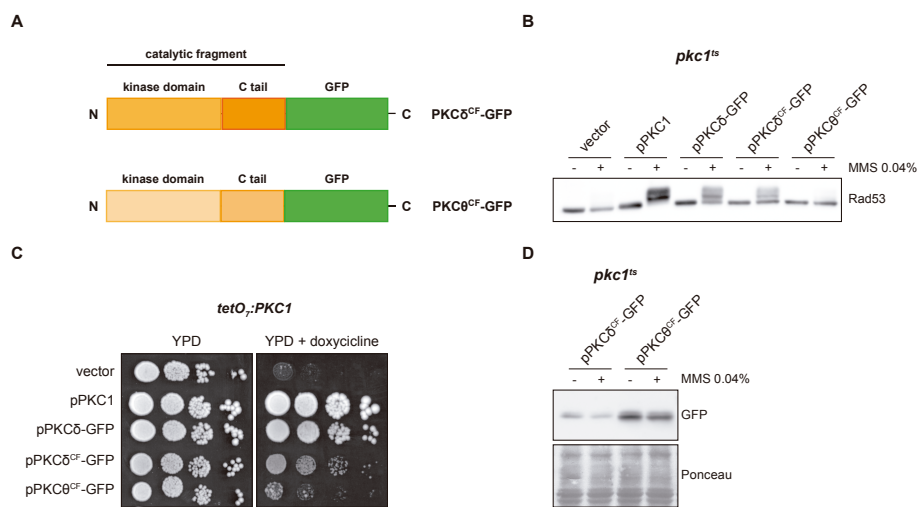 A
catalytic fragment
kinase domain C tail GFP
N C PKCδCF-GFP
kinase domain C tail GFP
N C PKCθCF-GFP
B
pkc1ts
vector pPKC1 pPKCδ-GFP pPKCδCF-GFP pPKCθCF-GFP
- + - + - + - + - + MMS 0.04%
Rad53
C
tetO7:PKC1
YPD YPD + doxycicline
vector
pPKC1
pPKCδ-GFP
pPKCδCF-GFP
pPKCθCF-GFP
D
pkc1ts
pPKCδCF-GFP pPKCθCF-GFP
- + - + MMS 0.04%
GFP
Ponceau